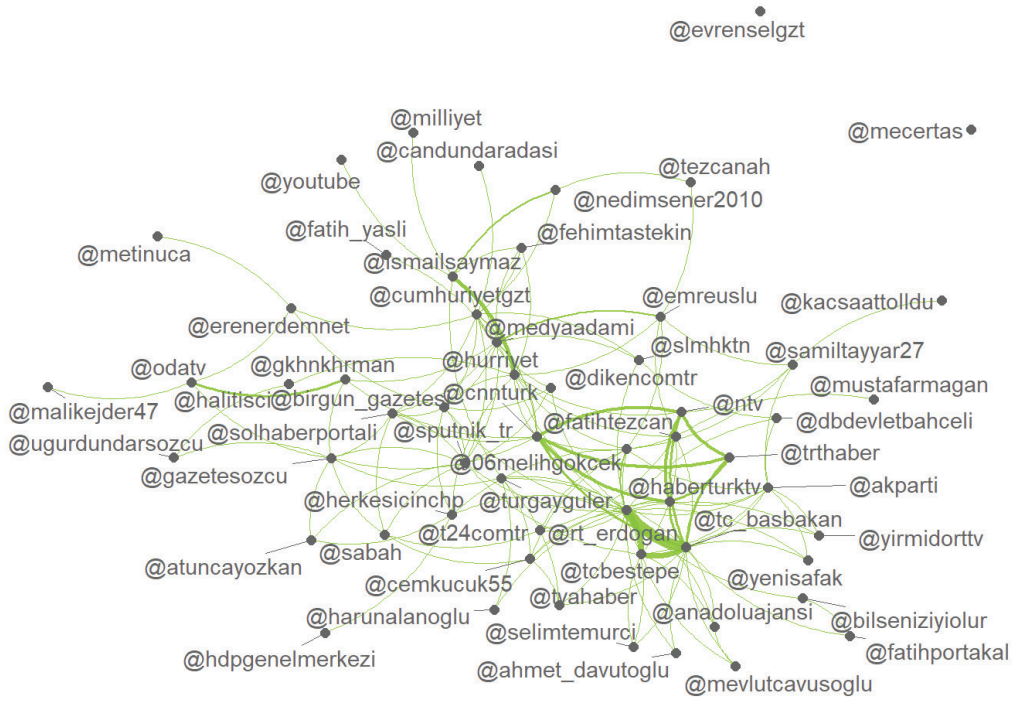 @evrenselgzt
@milliyet
@mecertas
@candundaradasi
@tezcanah
@youtube
@nedimsener2010
@fatih_yasli
@fehimtastekin
@metinuca
@ismailsaymaz
@cumhuriyetgzt
@emreuslu
@kacsaattolldu
@erenerdemnet
@medyaadami
@slmhktn
@samiltayyar27
@odatv
@gkhnkhrman
@hurriyet
@dikencomtr
@mustafarmagan
@malikejder47
@halitisci
@birgun_gazetes
@cnnturk
@ntv
@ugurdundarsozcu
@solhaberportali
@sputnik_tr
@fatihtezcan
@dbdevletbahceli
@trthaber
@gazetesozcu
@06melihgokcek
@haberturktv
@akparti
@herkesicinchp
@turgayguler
@tc_basbakan
@t24comtr
@rt_erdogan
@yirmidorttv
@atuncayozkan
@sabah
@cemkucuk55
@tcbestepe
@yenisafak
@tvahaber
@harunalanoglu
@anadoluajansi
@bilseniziyiolur
@selimtemurci
@fatihportakal
@hdpgenelmerkezi
@ahmet_davutoglu
@mevlutcavusoglu